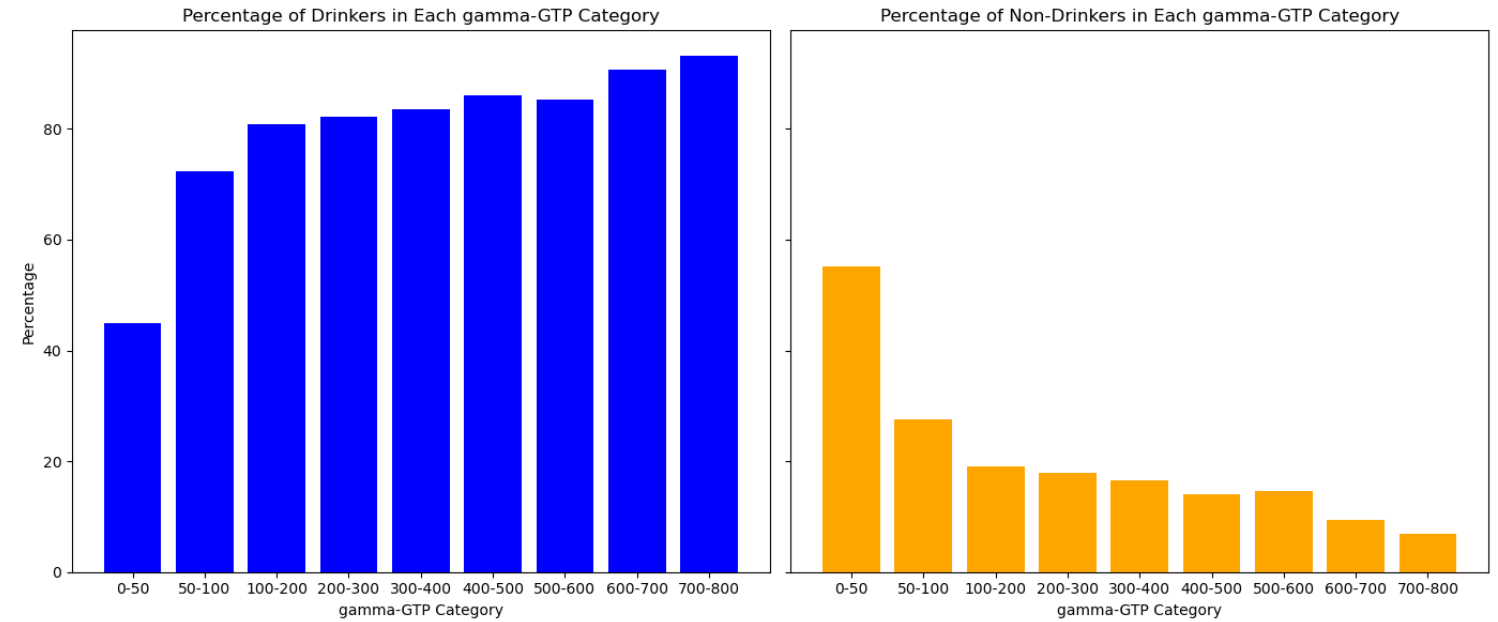 Percentage of Drinkers in Each gamma-GTP Category
Percentage
80
60
40
20
0
0-50 50-100 100-200 200-300 300-400 400-500 500-600 600-700 700-800
gamma-GTP Category
Percentage of Non-Drinkers in Each gamma-GTP Category
0-50 50-100 100-200 200-300 300-400 400-500 500-600 600-700 700-800
gamma-GTP Category